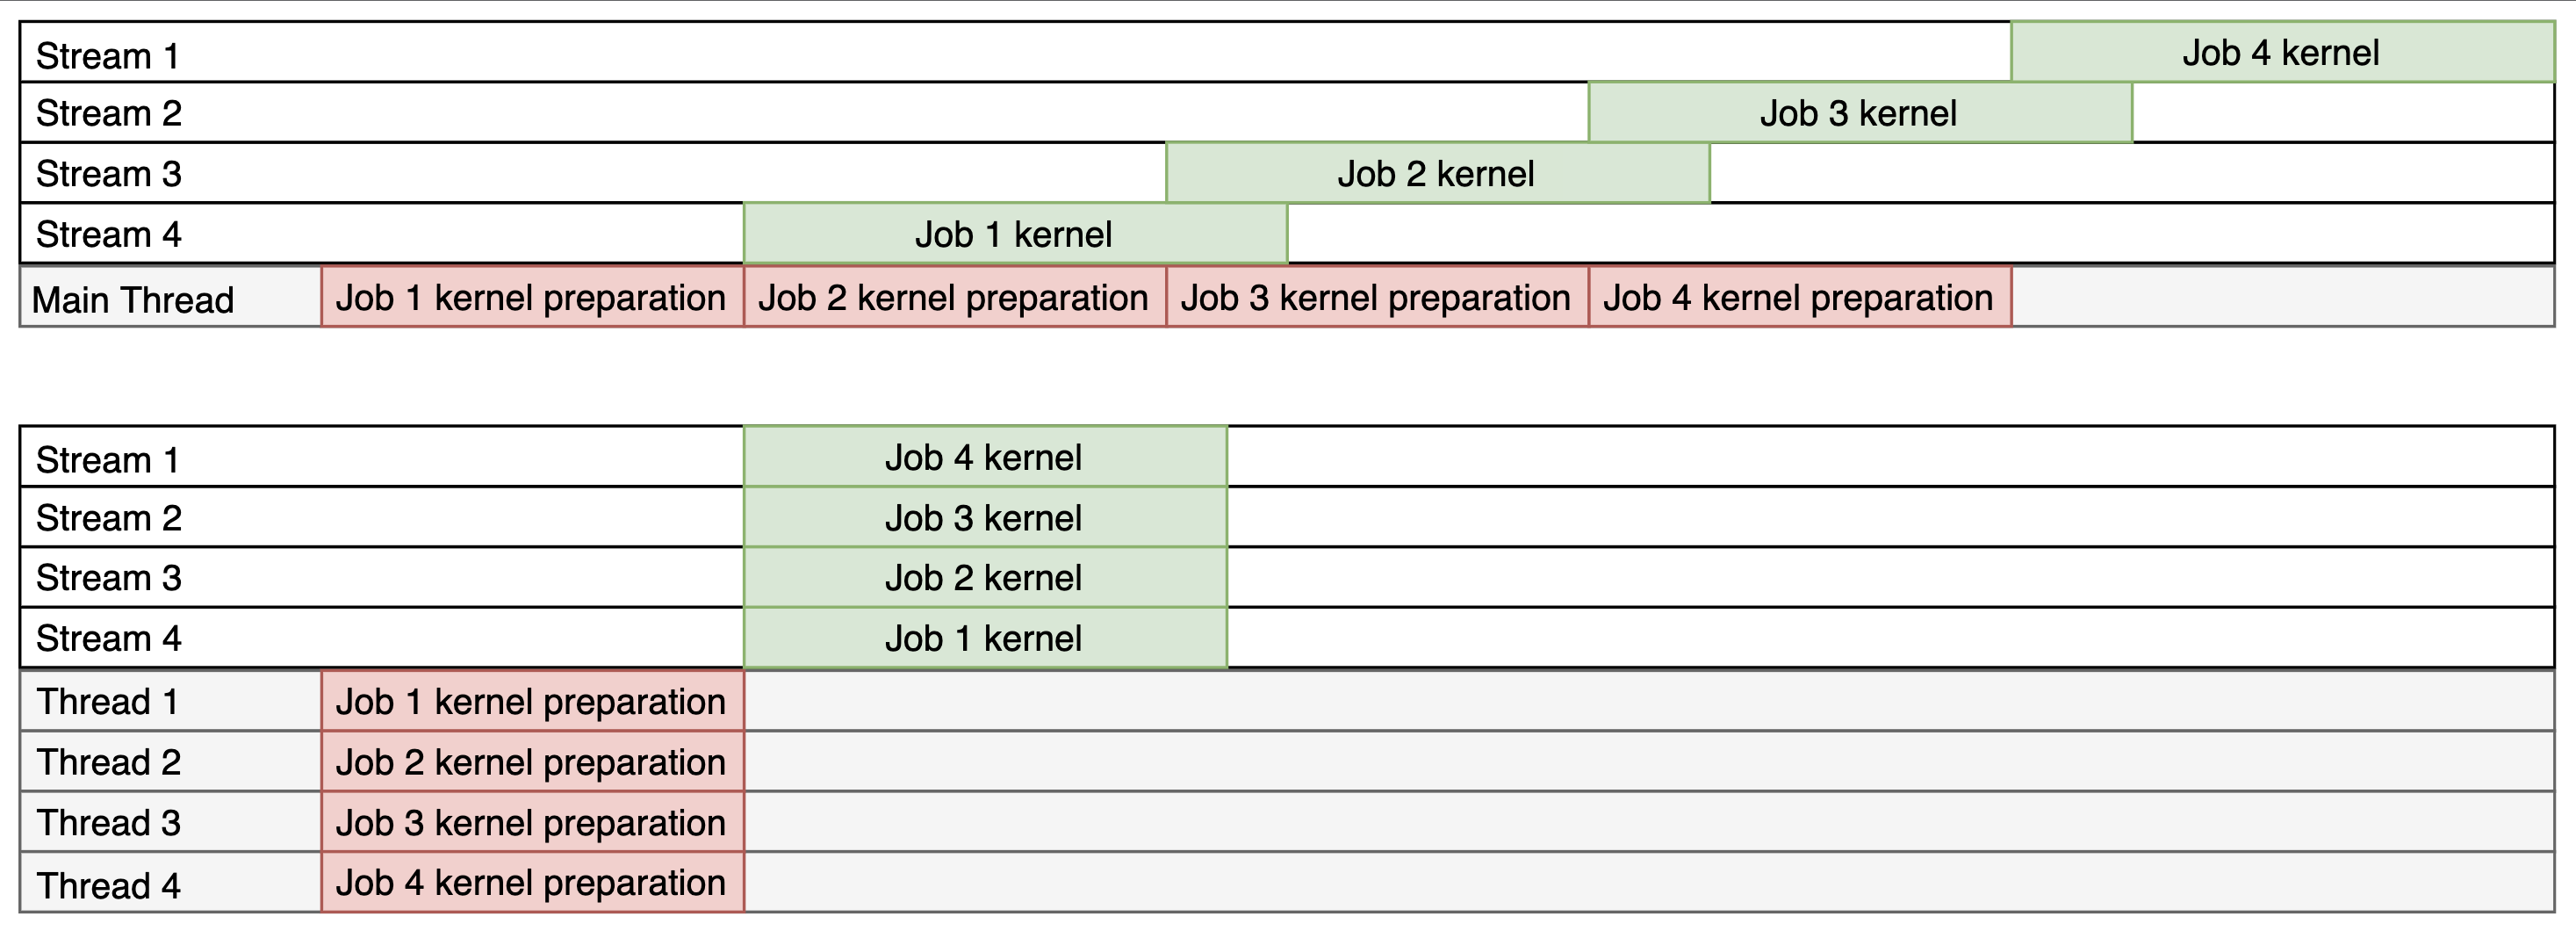 Stream 1
Job 4 kernel
Stream 2
Job 3 kernel
Stream 3
Job 2 kernel
Stream 4
Job 1 kernel
Main Thread
Job 1 kernel preparation
Job 2 kernel preparation
Job 3 kernel preparation
Job 4 kernel preparation
Stream 1
Job 4 kernel
Stream 2
Job 3 kernel
Stream 3
Job 2 kernel
Stream 4
Job 1 kernel
Thread 1
Job 1 kernel preparation
Thread 2
Job 2 kernel preparation
Thread 3
Job 3 kernel preparation
Thread 4
Job 4 kernel preparation